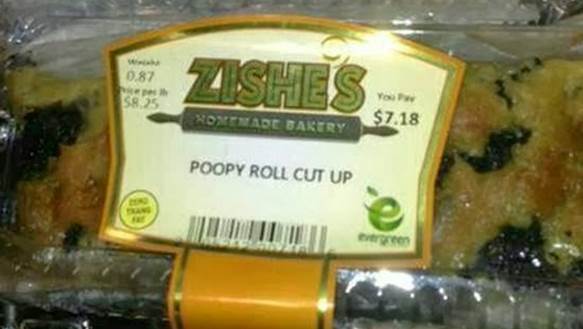 Weight
0.87
Price per lb
$8.25
ZISHE'S
HOMEMADE BAKERY
You Pay
$7.18
POOPY ROLL CUT UP
ZERO
TRANS
FAT
evergreen